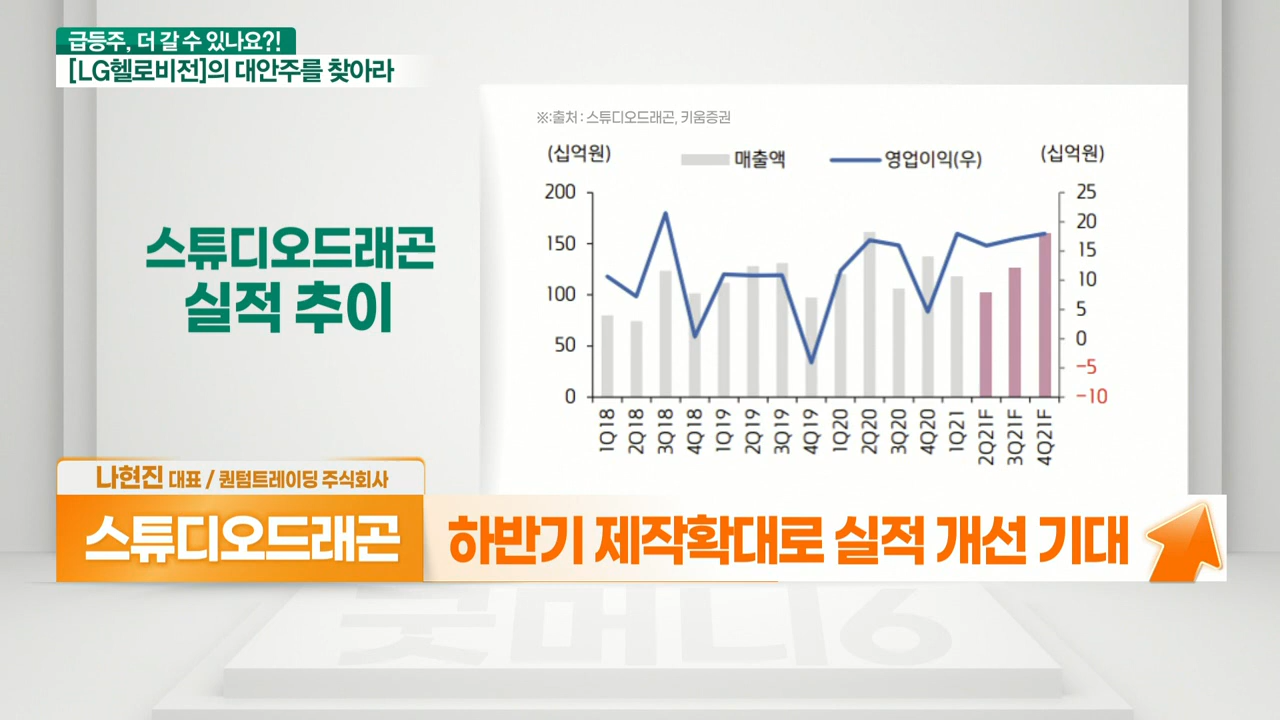 급등주, 더 갈 수 있나요?!
[LG헬로비전]의 대안주를 찾아라
※:출처 : 스튜디오드래곤, 키움증권
(십억원)
매출액
영업이익(우)
(십억원)
스튜디오드래곤
실적 추이
200
150
100
50
0
25
20
15
10
5
0
-5
-10
1Q18
2Q18
3Q18
4Q18
1Q19
2Q19
3Q19
4Q19
1Q20
2Q20
3Q20
4Q20
1Q21
2Q21F
3Q21F
4Q21F
나현진 대표 / 퀀텀트레이딩 주식회사
스튜디오드래곤
하반기 제작확대로 실적 개선 기대
굿머니6